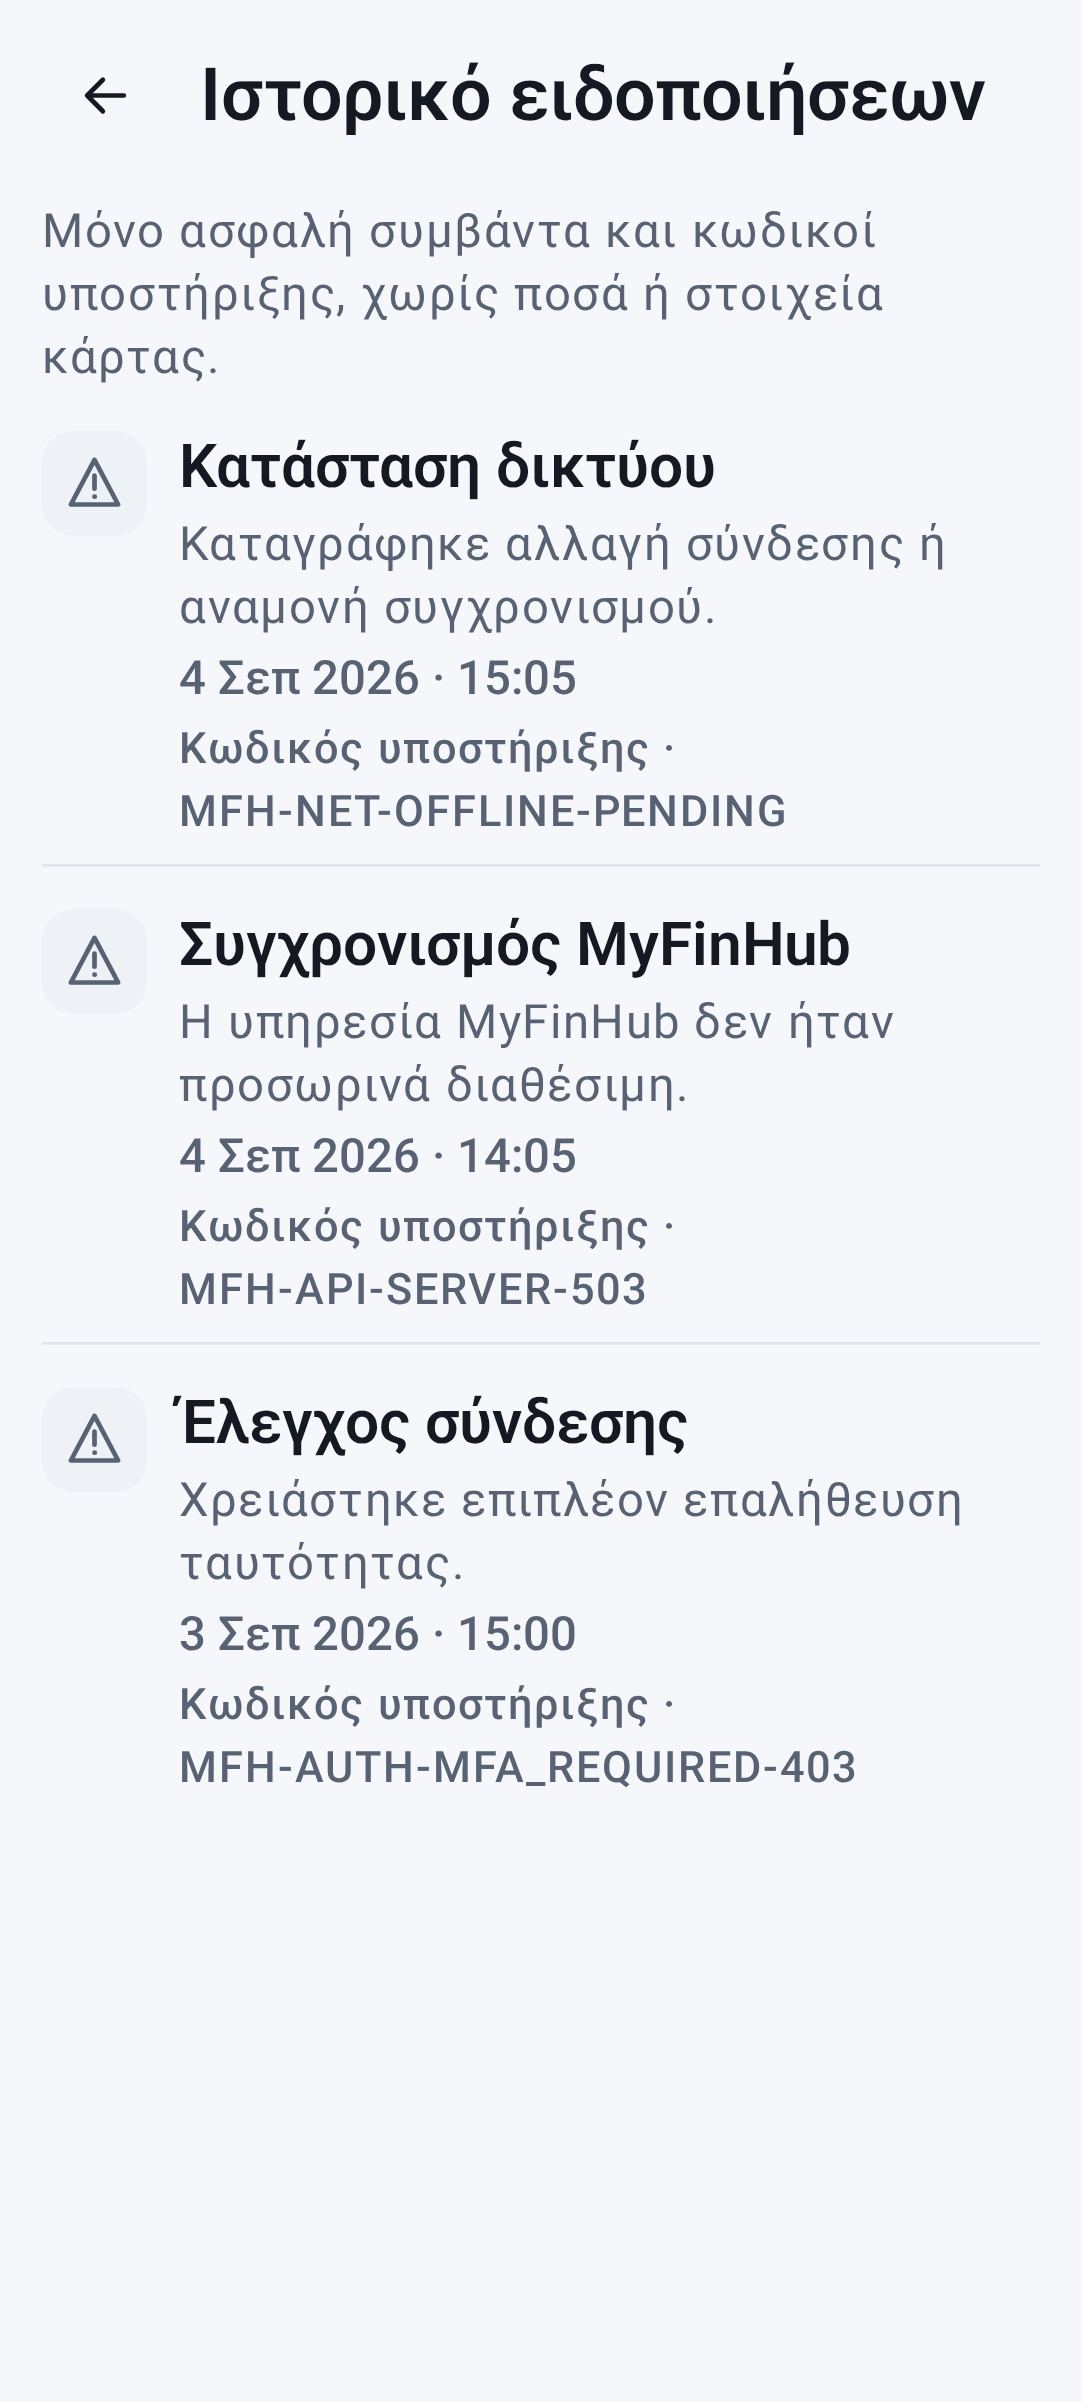 Ιστορικό ειδοποιήσεων
Μόνο ασφαλή συμβάντα και κωδικοί
υποστήριξης, χωρίς ποσά ή στοιχεία
κάρτας.
Κατάσταση δικτύου
Καταγράφηκε αλλαγή σύνδεσης ή
αναμονή συγχρονισμού.
4 Σεπ 2026 · 15:05
Κωδικός υποστήριξης ·
MFH-NET-OFFLINE-PENDING
Συγχρονισμός MyFinHub
Η υπηρεσία MyFinHub δεν ήταν
προσωρινά διαθέσιμη.
4 Σεπ 2026 · 14:05
Κωδικός υποστήριξης ·
MFH-API-SERVER-503
Έλεγχος σύνδεσης
Χρειάστηκε επιπλέον επαλήθευση
ταυτότητας.
3 Σεπ 2026 · 15:00
Κωδικός υποστήριξης ·
MFH-AUTH-MFA_REQUIRED-403